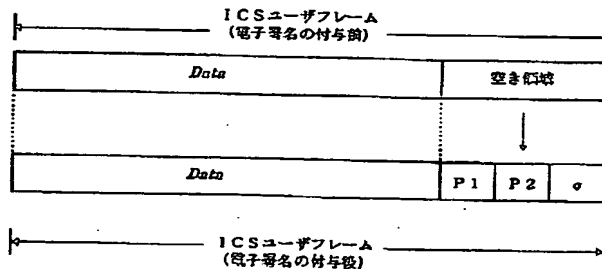 ICSユーザフレーム
(電子署名の付与前)
Data 空き領域
Data P1 P2 σ
ICSユーザフレーム
(電子署名の付与後)